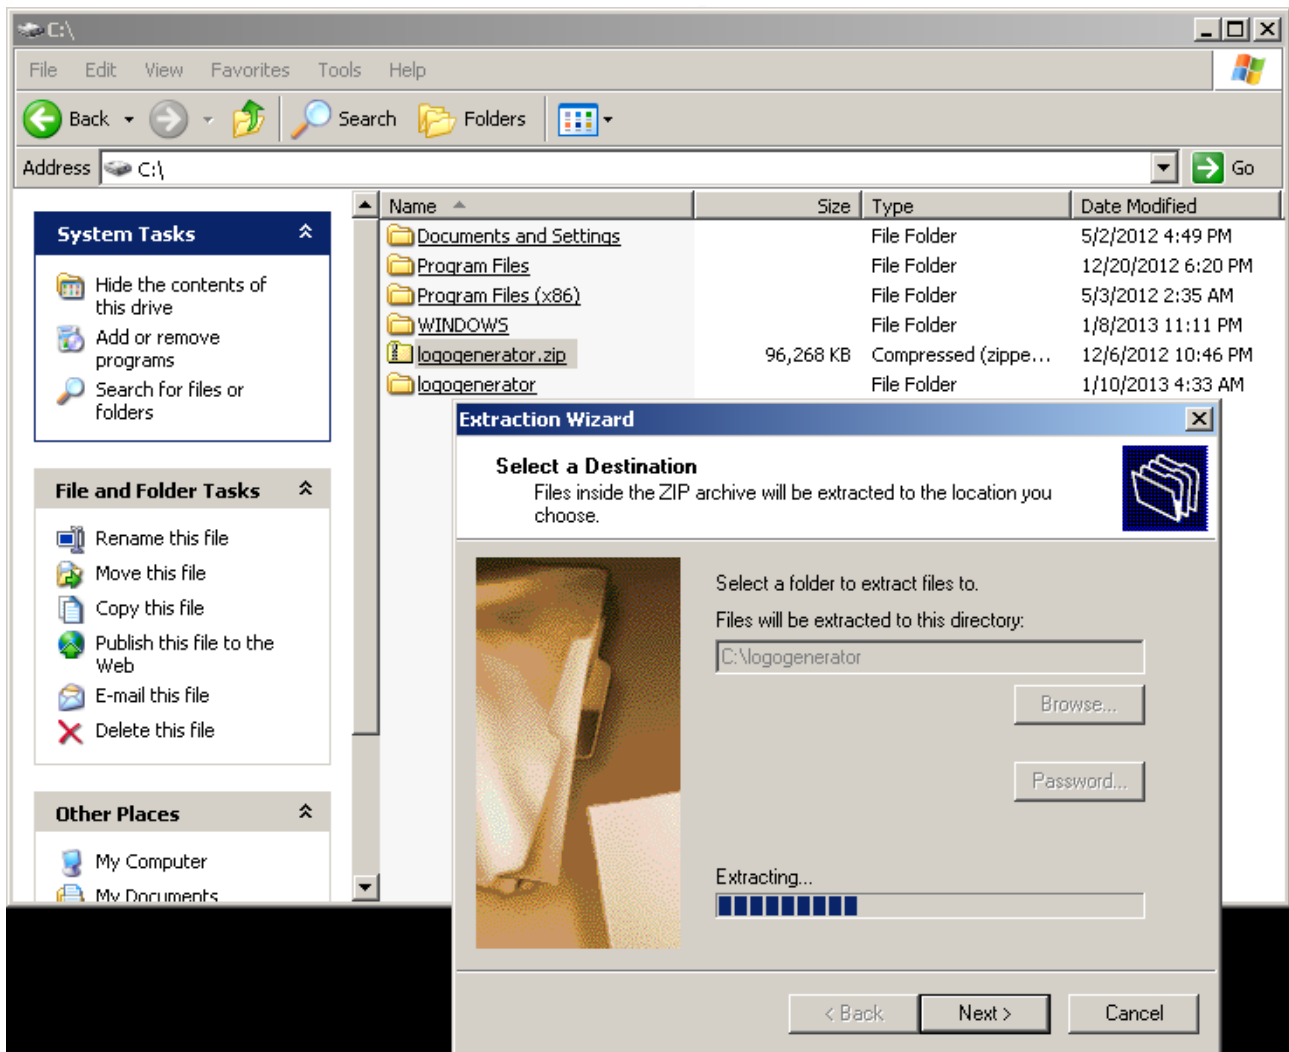 C:\
File Edit View Favorites Tools Help
Back Search Folders
Address C:\ Go
System Tasks
Hide the contents of
this drive
Add or remove
programs
Search for files or
folders
File and Folder Tasks
Rename this file
Move this file
Copy this file
Publish this file to the
Web
E-mail this file
Delete this file
Other Places
My Computer
My Documents
Name Size Type Date Modified
Documents and Settings File Folder 5/2/2012 4:49 PM
Program Files File Folder 12/20/2012 6:20 PM
Program Files (x86) File Folder 5/3/2012 2:35 AM
WINDOWS File Folder 1/8/2013 11:11 PM
logogenerator.zip 96,268 KB Compressed (zippe... 12/6/2012 10:46 PM
logogenerator File Folder 1/10/2013 4:33 AM
Extraction Wizard
Select a Destination
Files inside the ZIP archive will be extracted to the location you
choose.
Select a folder to extract files to.
Files will be extracted to this directory:
C:\logogenerator
Browse...
Password...
Extracting...
< Back Next > Cancel